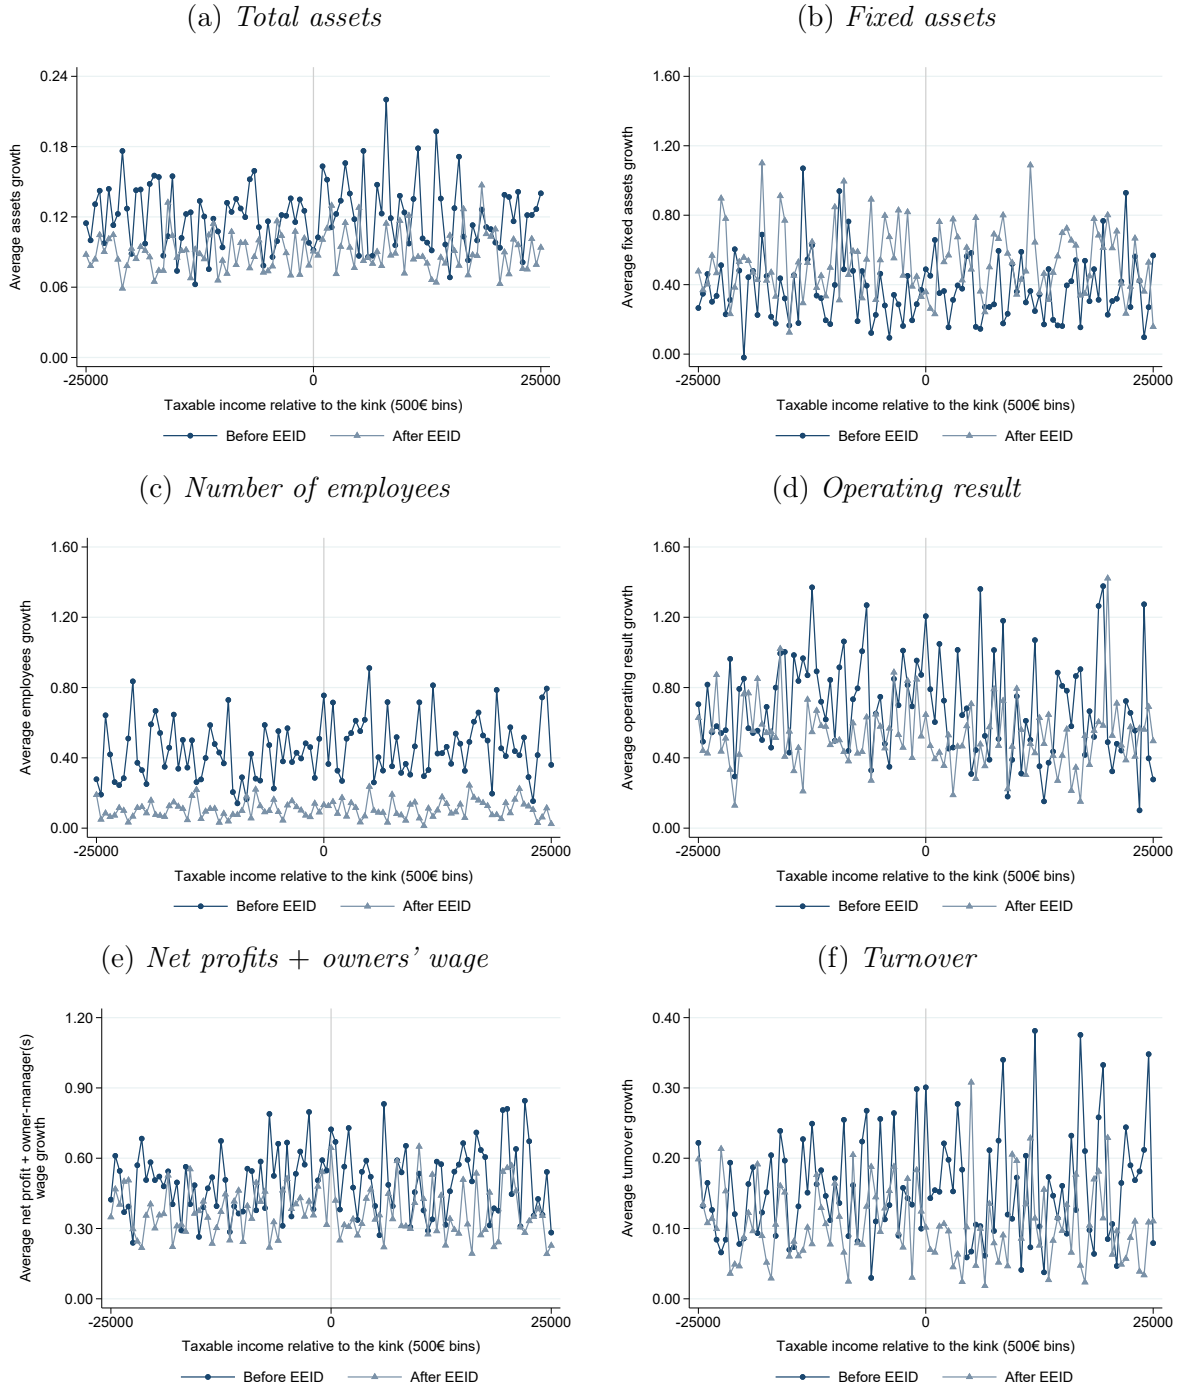 (a) Total assets
0.24
0.18
0.12
0.06
0.00
Average assets growth
-25000 0 25000
Taxable income relative to the kink (500€ bins)
Before EEID After EEID
(b) Fixed assets
1.60
1.20
0.80
0.40
0.00
Average fixed assets growth
-25000 0 25000
Taxable income relative to the kink (500€ bins)
Before EEID After EEID
(c) Number of employees
1.60
1.20
0.80
0.40
0.00
Average employees growth
-25000 0 25000
Taxable income relative to the kink (500€ bins)
Before EEID After EEID
(d) Operating result
1.60
1.20
0.80
0.40
0.00
Average operating result growth
-25000 0 25000
Taxable income relative to the kink (500€ bins)
Before EEID After EEID
(e) Net profits + owners' wage
1.20
0.90
0.60
0.30
0.00
Average net profit + owner-manager(s)
wage growth
-25000 0 25000
Taxable income relative to the kink (500€ bins)
Before EEID After EEID
(f) Turnover
0.40
0.30
0.20
0.10
0.00
Average turnover growth
-25000 0 25000
Taxable income relative to the kink (500€ bins)
Before EEID After EEID